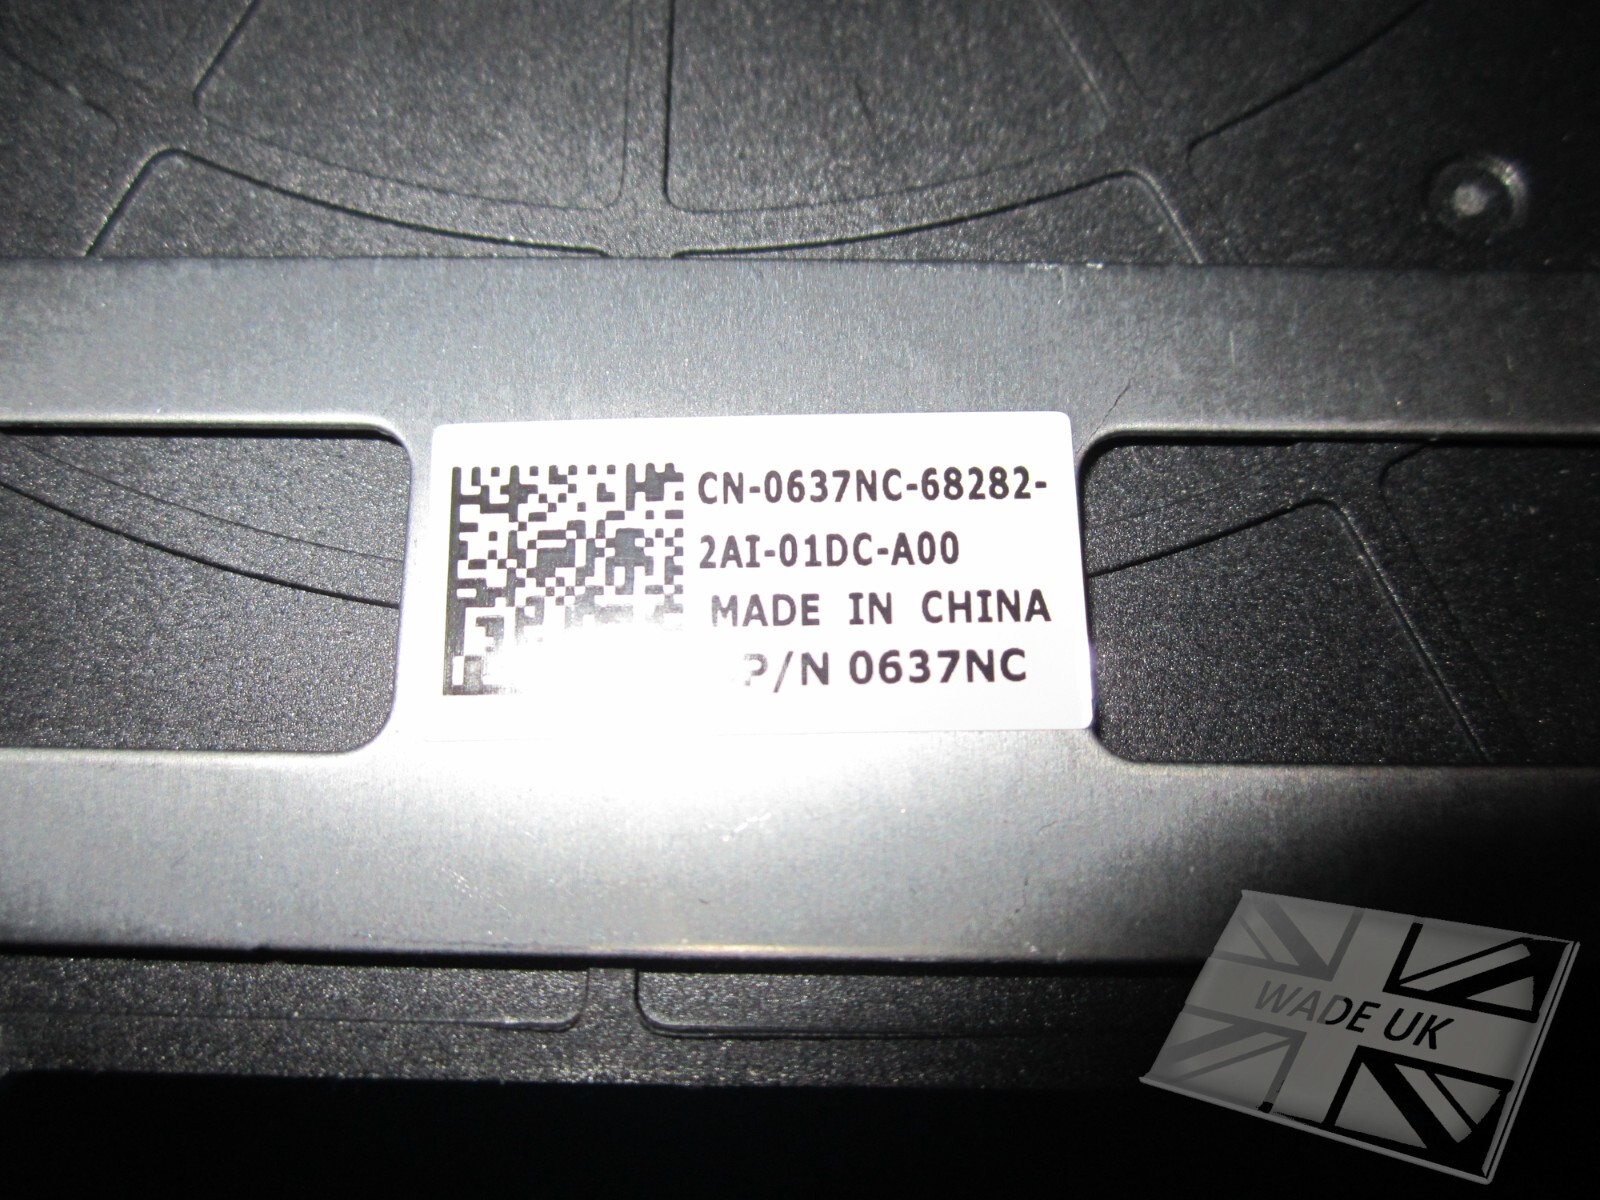 CN-0637NC-68282-
2AI-01DC-A00
MADE IN CHINA
P/N 0637NC
WADE UK